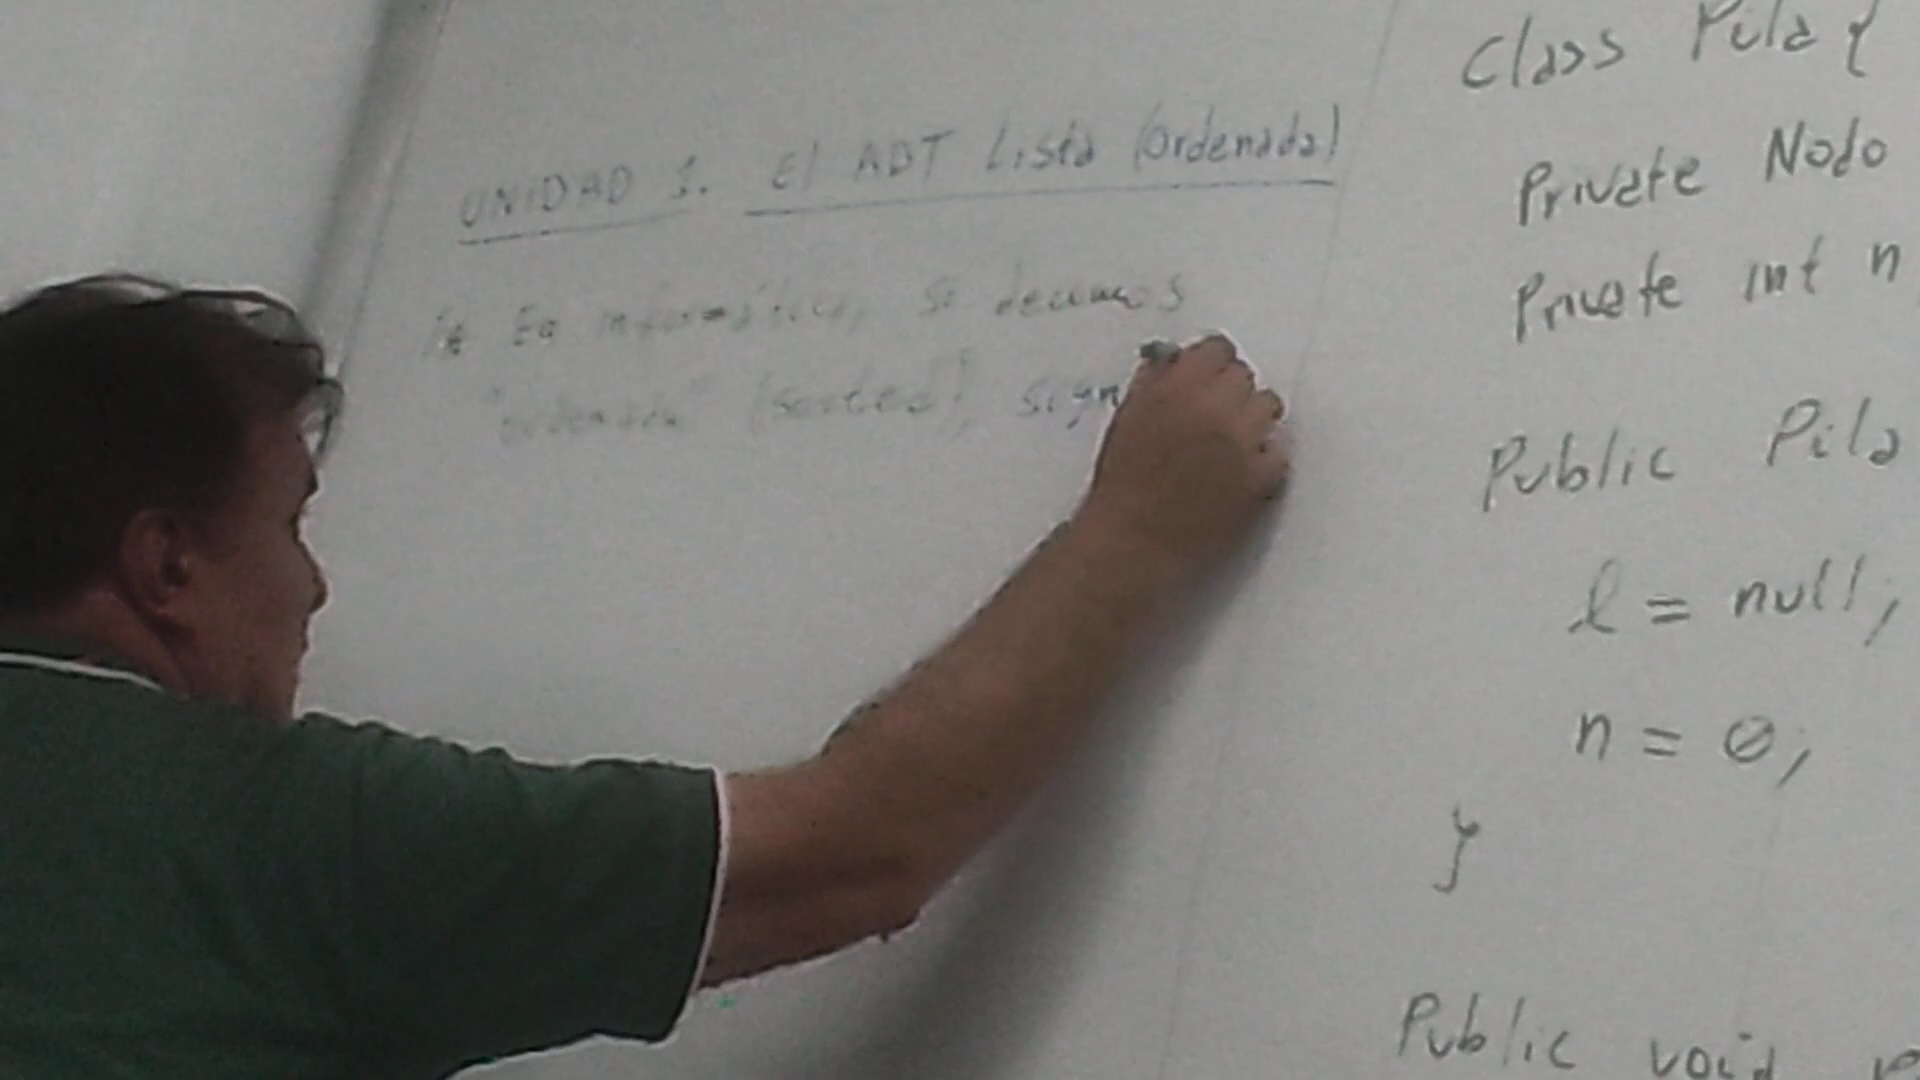 UNIDAD 1. El ADT Lista (Ordenada)
* En informática, si decimos
"ordenada" (sorted), sign
Class Pila {
Private Nodo
Private int n
Public Pila
l = null;
n = 0;
}
Public void